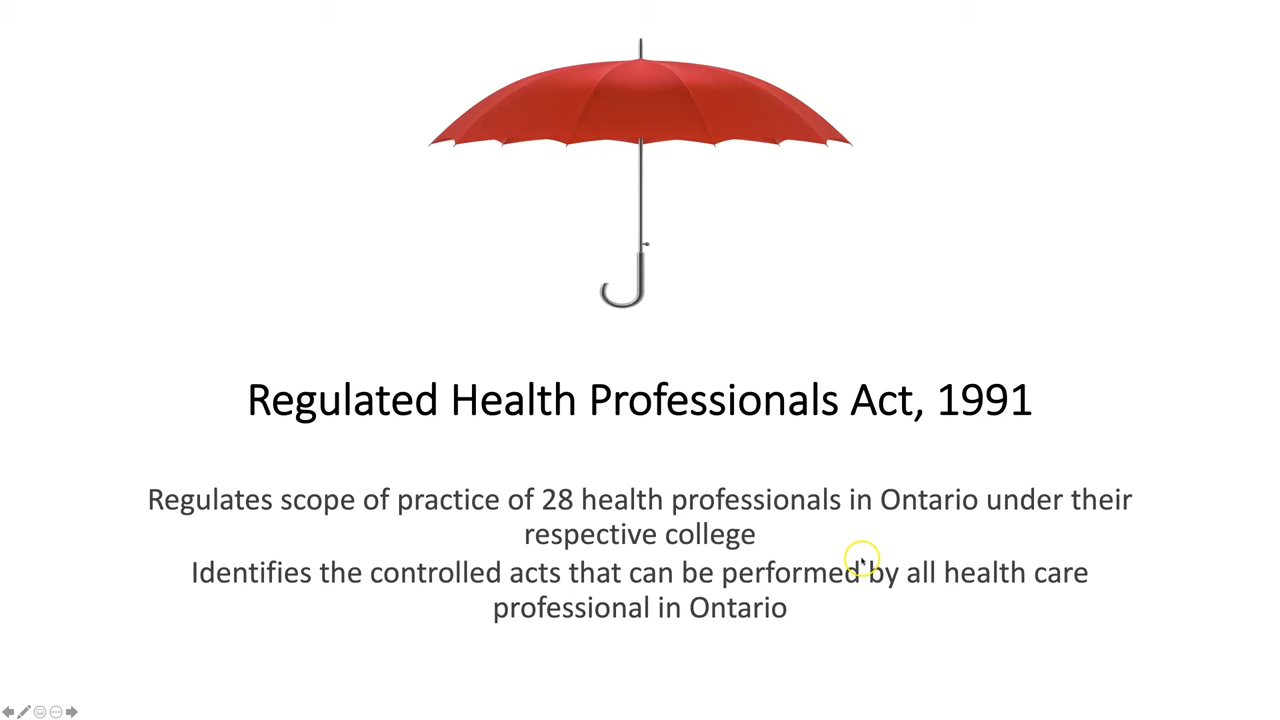 Regulated Health Professionals Act, 1991
Regulates scope of practice of 28 health professionals in Ontario under their
respective college
Identifies the controlled acts that can be performed by all health care
professional in Ontario